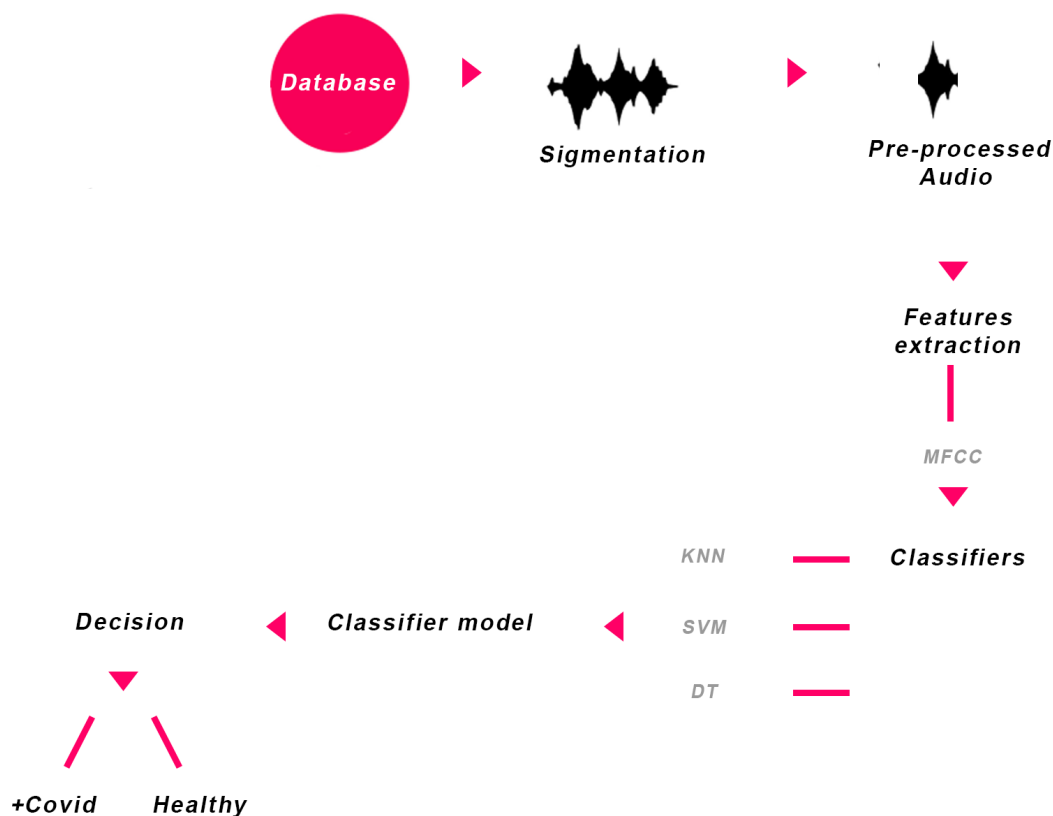 Database
Sigmentation
Pre-processed
Audio
Features
extraction
MFCC
Classifiers
KNN
SVM
DT
Classifier model
Decision
+Covid
Healthy